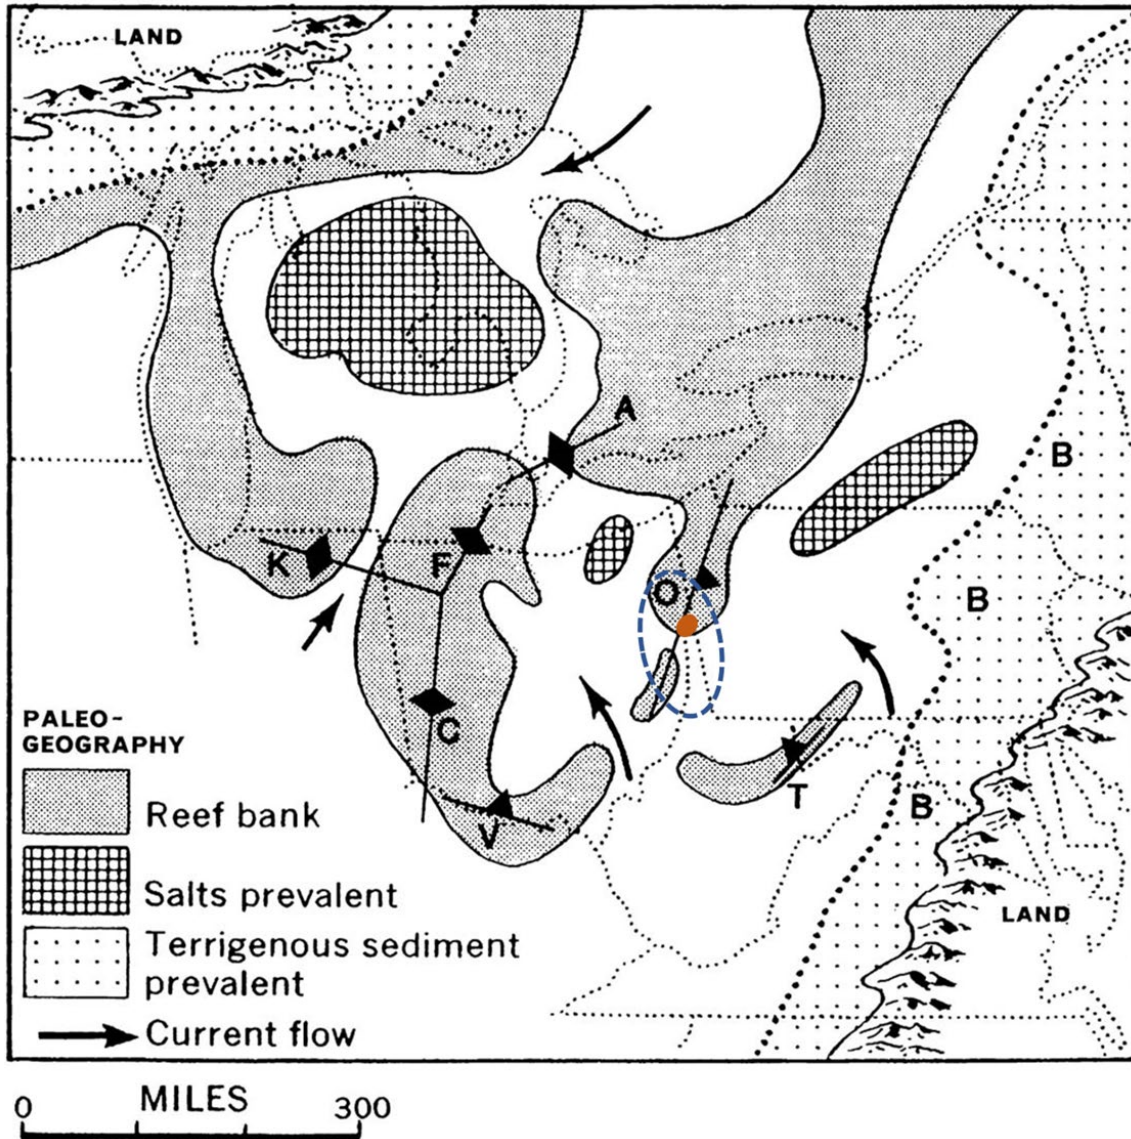 LAND
A
B
K
F
O
B
PALEO-
GEOGRAPHY
C
T
V
B
Reef bank
Salts prevalent
LAND
Terrigenous sediment
prevalent
Current flow
0 MILES 300